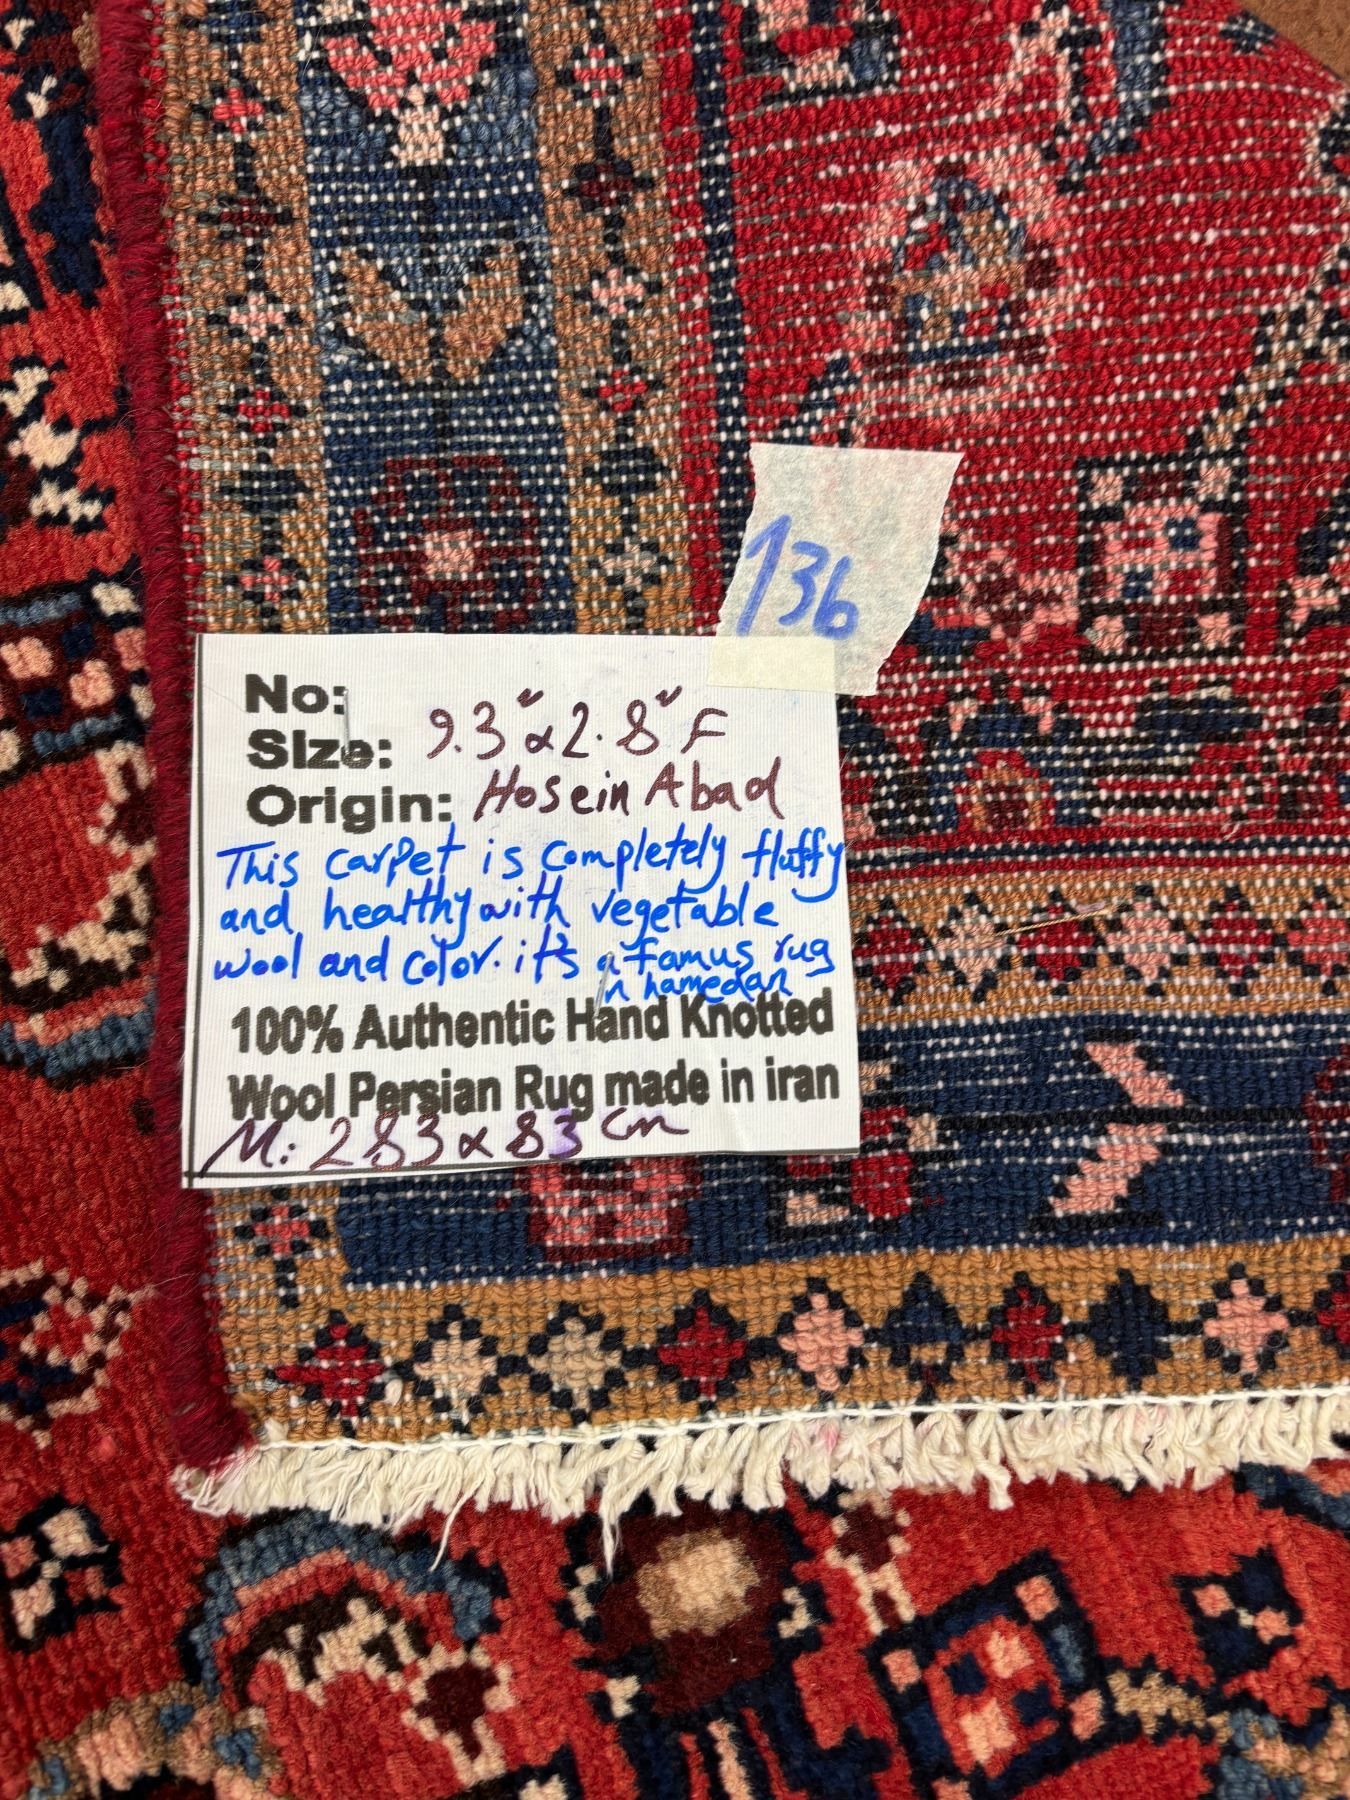 136
No:
Size: 9.3" x 2.8" F
Origin: Hosein Abad
This carpet is completely fluffy
and healthy with vegetable
wool and color. it's a famus rug
in hamedan
100% Authentic Hand Knotted
Wool Persian Rug made in iran
M: 283 x 83 cm